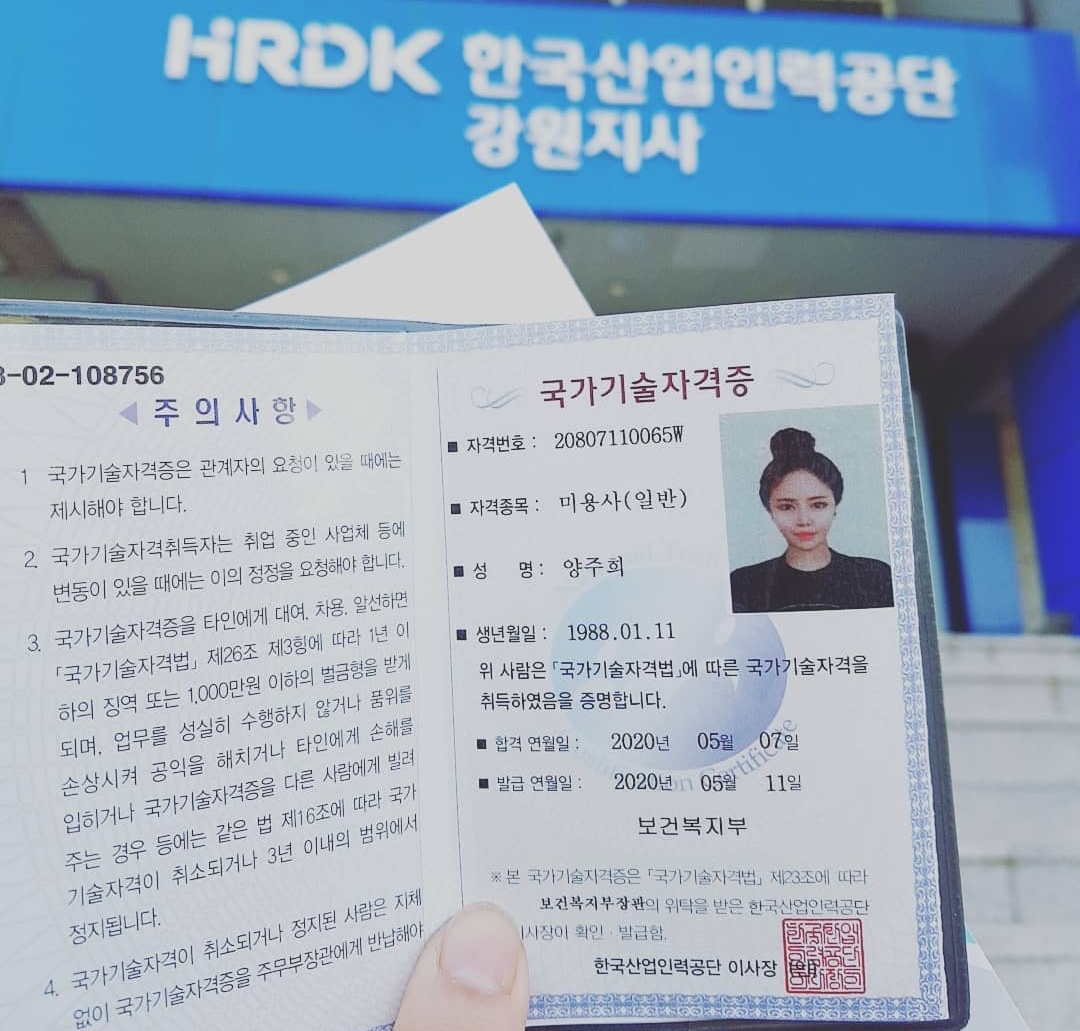 HRDK 한국산업인력공단
강원지사
-02-108756
주의사항
1 국가기술자격증은 관계자의 요청이 있을 때에는
제시해야 합니다.
2. 국가기술자격취득자는 취업 중인 사업체 등에
변동이 있을 때에는 이의 정정을 요청해야 합니다.
3. 국가기술자격증을 타인에게 대여, 차용, 알선하면
「국가기술자격법」 제26조 제3항에 따라 1년 이
하의 징역 또는 1,000만원 이하의 벌금형을 받게
되며, 업무를 성실히 수행하지 않거나 품위를
손상시켜 공익을 해치거나 타인에게 손해를
입히거나 국가기술자격증을 다른 사람에게 빌려
주는 경우 등에는 같은 법 제16조에 따라 국가
기술자격이 취소되거나 3년 이내의 범위에서
정지됩니다.
4. 국가기술자격이 취소되거나 정지된 사람은 지체
없이 국가기술자격증을 주무부장관에게 반납해야
국가기술자격증
■ 자격번호 : 20807110065W
■ 자격종목 : 미용사(일반)
■ 성 명 : 양주희
■ 생년월일 : 1988.01.11
위 사람은 「국가기술자격법」에 따른 국가기술자격을
취득하였음을 증명합니다.
■ 합격 연월일 : 2020년 05월 07일
■ 발급 연월일 : 2020년 05월 11일
보건복지부
※ 본 국가기술자격증은 「국가기술자격법」 제23조에 따라
보건복지부장관의 위탁을 받은 한국산업인력공단
사장이 확인·발급함.
한국산업인력공단 이사장